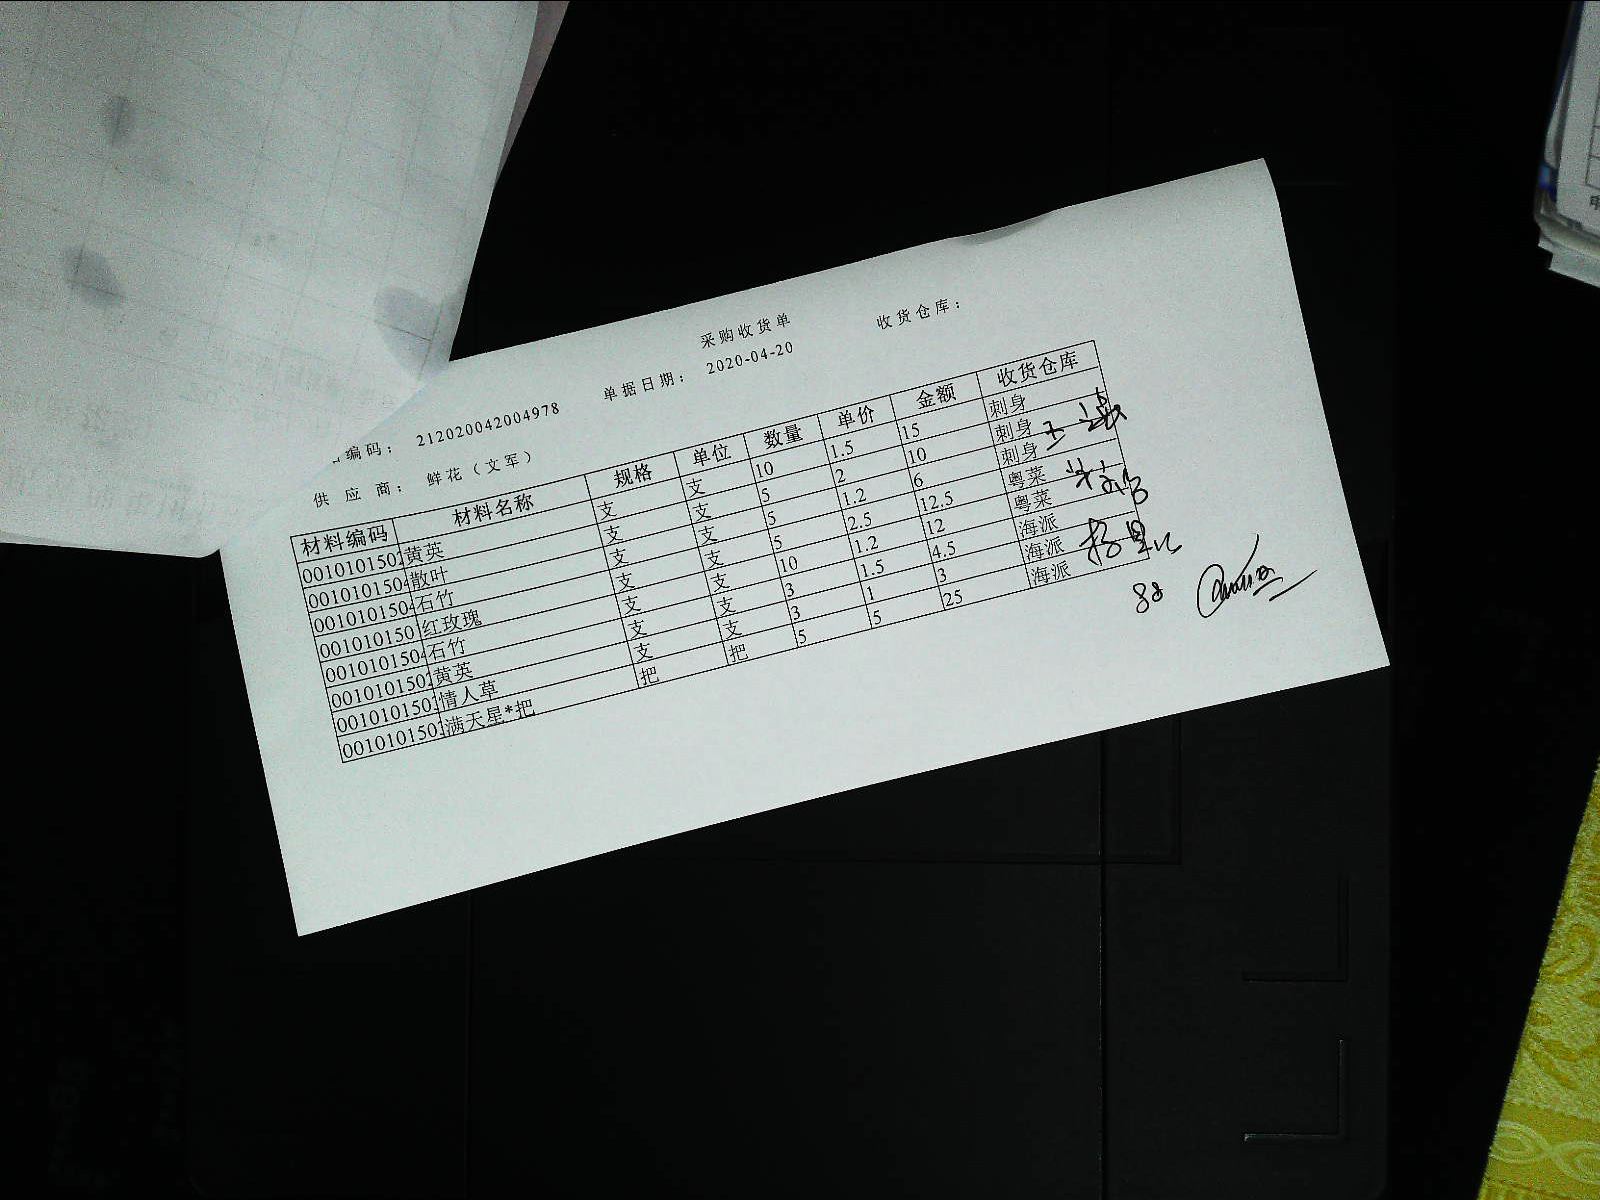 采购收货单
编码： 212020042004978 单据日期： 2020-04-20 收货仓库：
供应商： 鲜花（文军）
材料编码 材料名称 规格 单位 数量 单价 金额 收货仓库
0010101502 黄英 支 支 10 1.5 15 刺身
001010150 散叶 支 支 5 2 10 刺身
001010150 石竹 支 支 5 1.2 6 刺身
001010150 红玫瑰 支 支 5 2.5 12.5 粤菜
001010150 石竹 支 支 10 1.2 12 粤菜
0010101502 黄英 支 支 3 1.5 4.5 海派
001010150 情人草 支 支 3 1 3 海派
001010150 满天星*把 把 把 5 5 25 海派
88